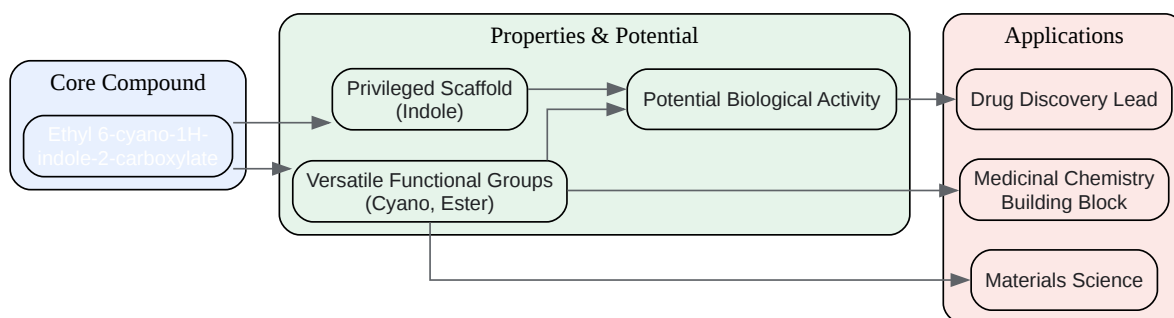 Core Compound
Ethyl 6-cyano-1H-
indole-2-carboxylate
Properties & Potential
Privileged Scaffold
(Indole)
Potential Biological Activity
Versatile Functional Groups
(Cyano, Ester)
Applications
Drug Discovery Lead
Medicinal Chemistry
Building Block
Materials Science